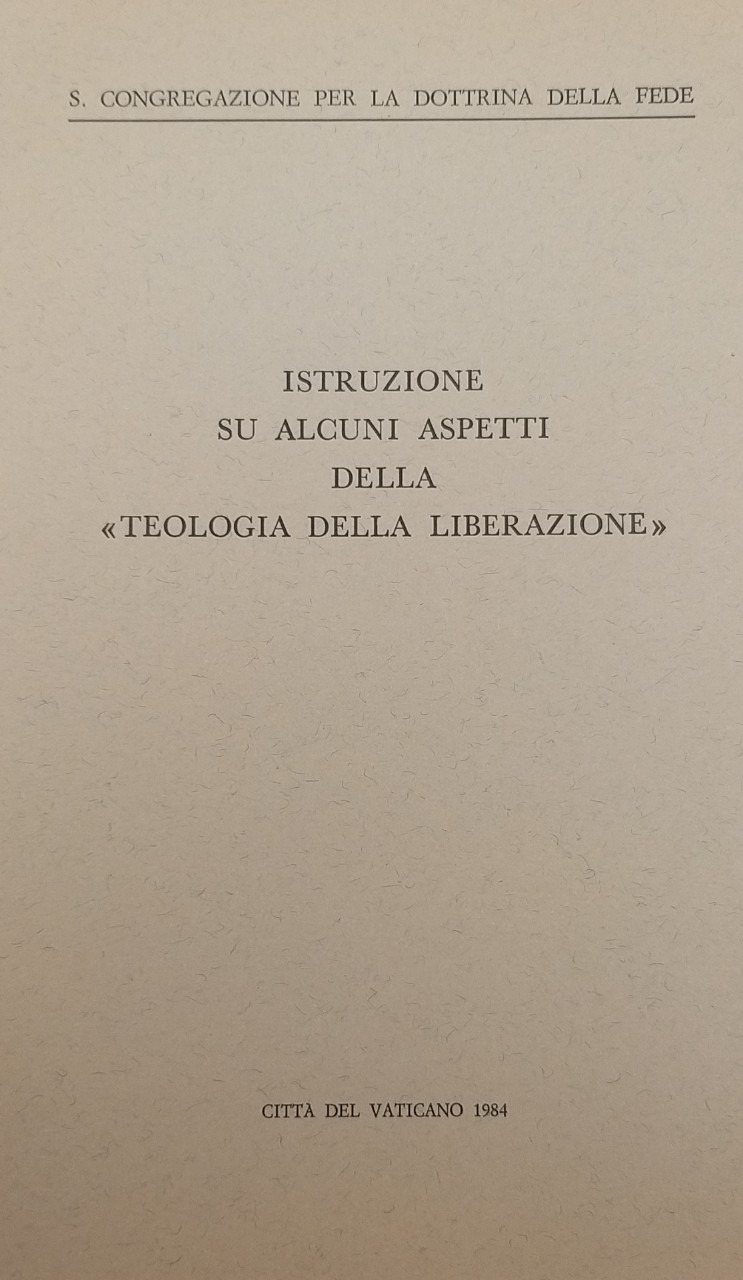 S. CONGREGAZIONE PER LA DOTTRINA DELLA FEDE
ISTRUZIONE
SU ALCUNI ASPETTI
DELLA
«TEOLOGIA DELLA LIBERAZIONE»
CITTÀ DEL VATICANO 1984